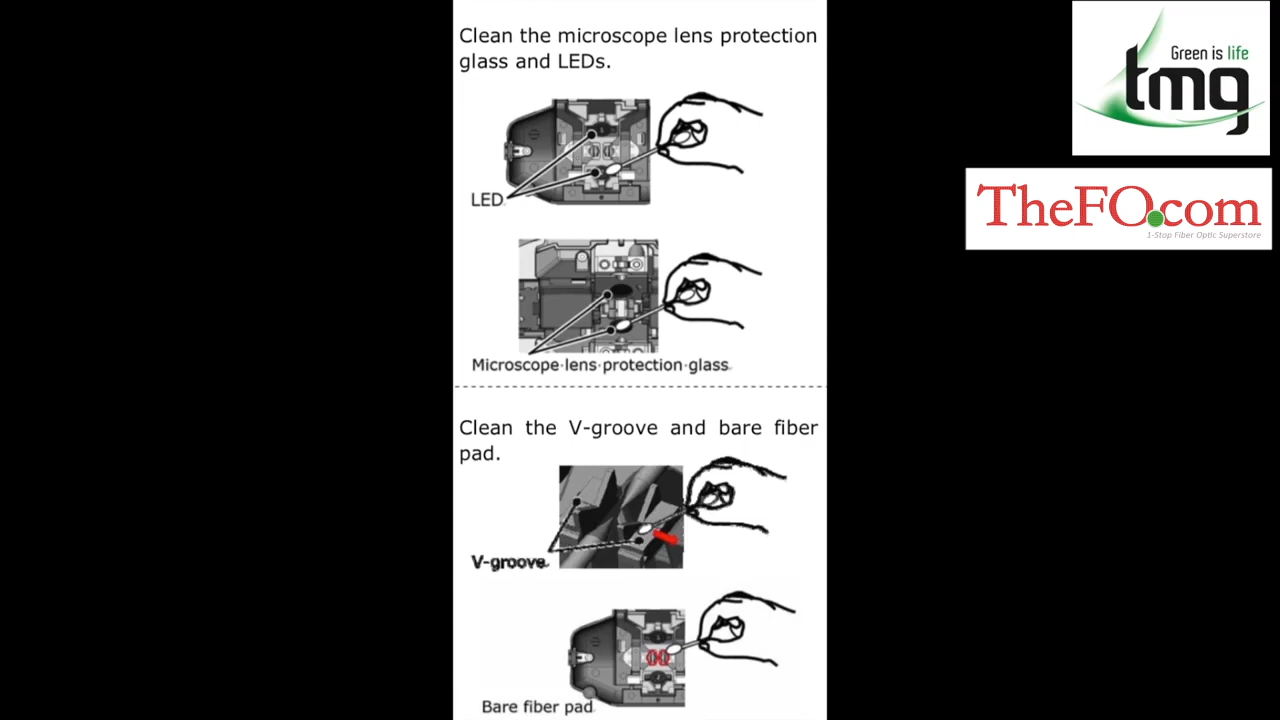 Clean the microscope lens protection
glass and LEDs.
LED
Microscope lens protection glass
Clean the V-groove and bare fiber
pad.
V-groove
Bare fiber pad
Green is life
tmg
TheFO.com
1-Stop Fiber Optic Superstore